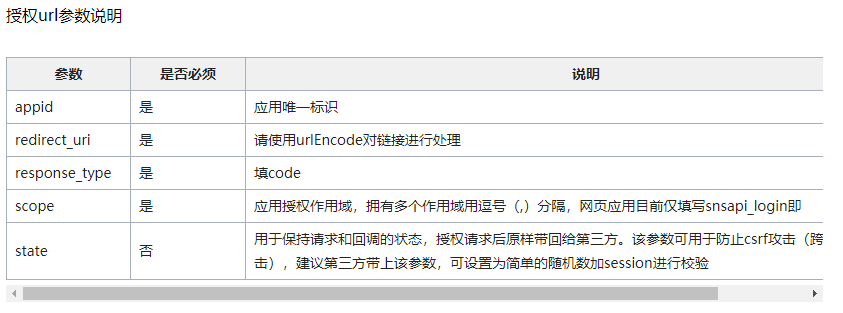 授权url参数说明
参数 是否必须 说明
appid 是 应用唯一标识
redirect_uri 是 请使用urlEncode对链接进行处理
response_type 是 填code
scope 是 应用授权作用域，拥有多个作用域用逗号（,）分隔，网页应用目前仅填写snsapi_login即
state 否 用于保持请求和回调的状态，授权请求后原样带回给第三方。该参数可用于防止csrf攻击（跨
击），建议第三方带上该参数，可设置为简单的随机数加session进行校验